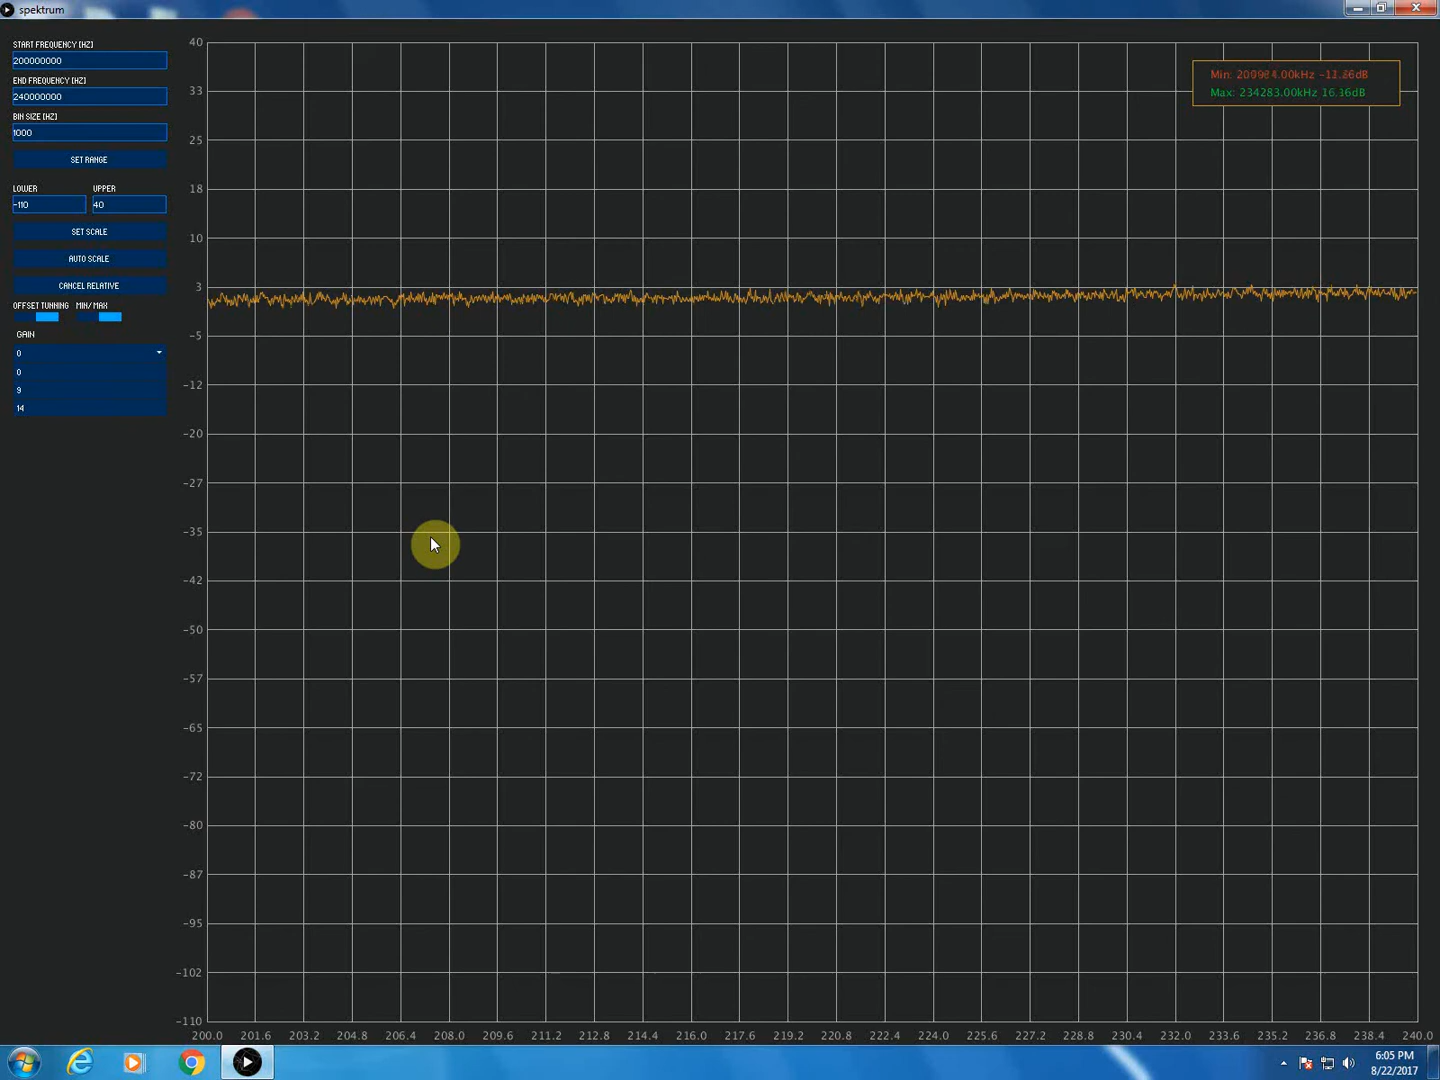 spektrum
START FREQUENCY [HZ]
200000000
END FREQUENCY [HZ]
240000000
BIN SIZE [HZ]
1000
SET RANGE
LOWER UPPER
-110 40
SET SCALE
AUTO SCALE
CANCEL RELATIVE
OFFSET TUNNING MIN/MAX
GAIN
0
0
9
14
40
33
25
18
10
3
-5
-12
-20
-27
-35
-42
-50
-57
-65
-72
-80
-87
-95
-102
-110
Min:
Max: 234283.00kHz 16.16dB
200.0 201.6 203.2 204.8 206.4 208.0 209.6 211.2 212.8 214.4 216.0 217.6 219.2 220.8 222.4 224.0 225.6 227.2 228.8 230.4 232.0 233.6 235.2 236.8 238.4 240.0
6:05 PM
8/22/2017